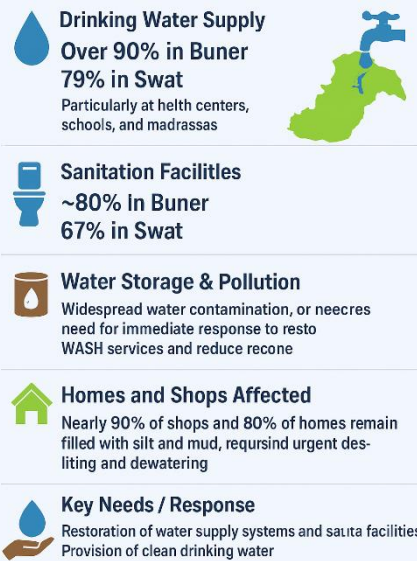 Drinking Water Supply
Over 90% in Buner
79% in Swat
Particularly at helth centers,
schools, and madrassas
Sanitation Facilitles
~80% in Buner
67% in Swat
Water Storage & Pollution
Widespread water contamination, or neecres
need for immediate response to resto
WASH services and reduce recone
Homes and Shops Affected
Nearly 90% of shops and 80% of homes remain
filled with silt and mud, reqursind urgent des-
liting and dewatering
Key Needs / Response
Restoration of water supply systems and facilities
Provision of clean drinking water